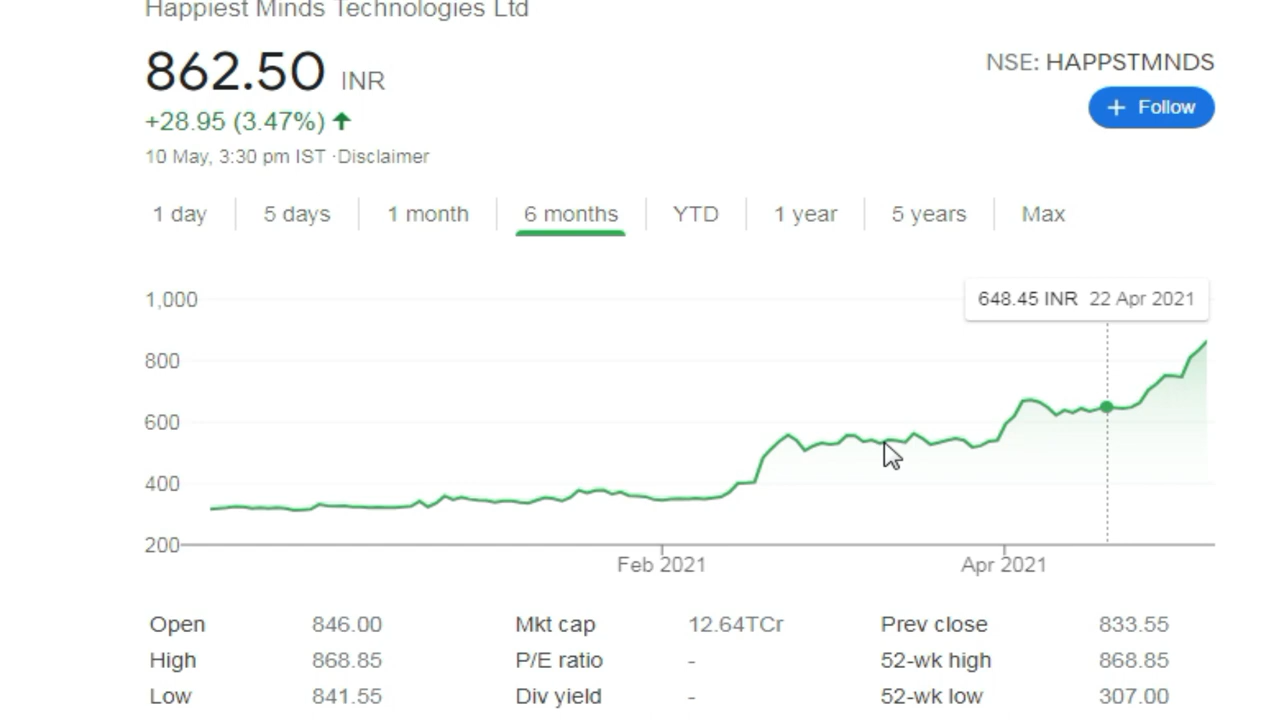 Happiest Minds Technologies Ltd
862.50 INR
NSE: HAPPSTMNDS
+28.95 (3.47%)
+ Follow
10 May, 3:30 pm IST ·Disclaimer
1 day 5 days 1 month 6 months YTD 1 year 5 years Max
648.45 INR 22 Apr 2021
1,000
800
600
400
200
Feb 2021 Apr 2021
Open 846.00 Mkt cap 12.64TCr Prev close 833.55
High 868.85 P/E ratio - 52-wk high 868.85
Low 841.55 Div yield - 52-wk low 307.00